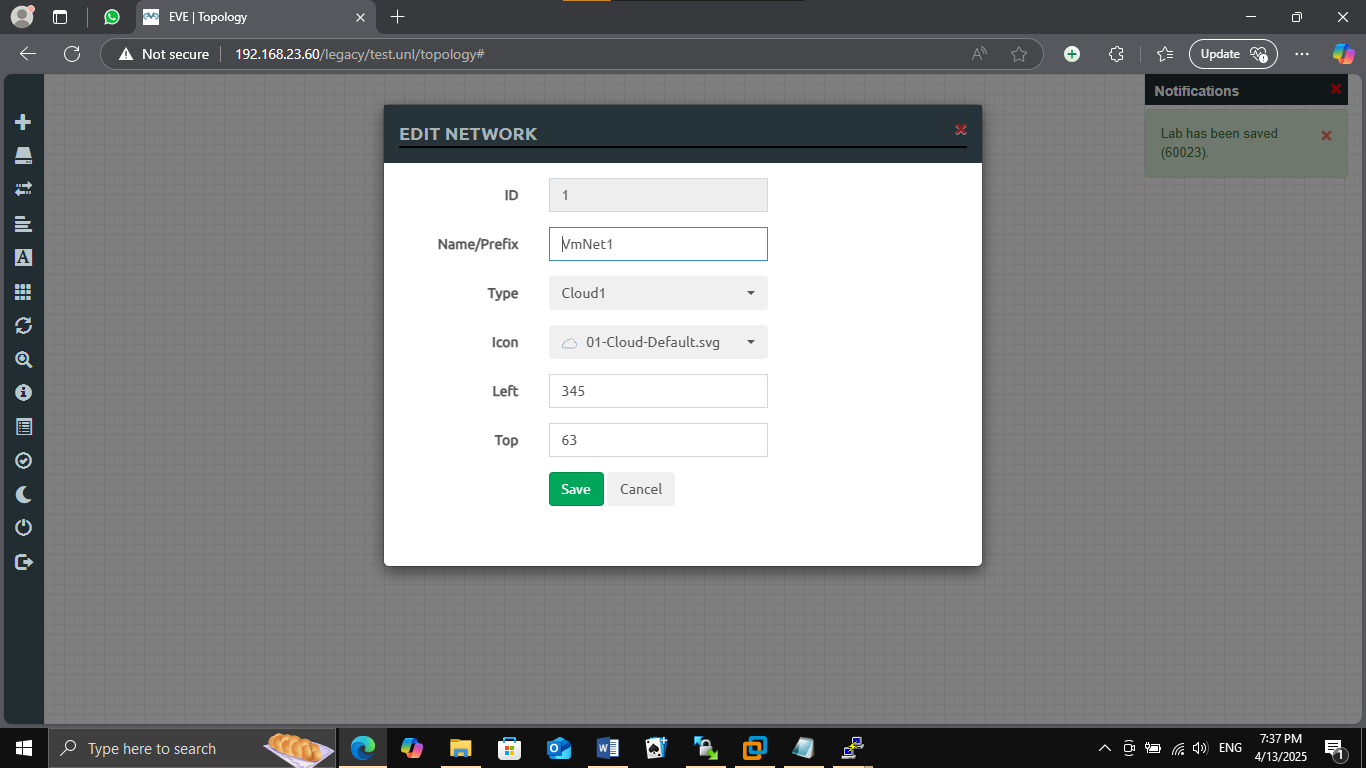 EVE | Topology
Not secure
192.168.23.60/legacy/test.unl/topology#
Update
Notifications
Lab has been saved
(60023).
EDIT NETWORK
ID
1
Name/Prefix
VmNet1
Type
Cloud1
Icon
01-Cloud-Default.svg
Left
345
Top
63
Save
Cancel
Type here to search
ENG
7:37 PM
4/13/2025
1